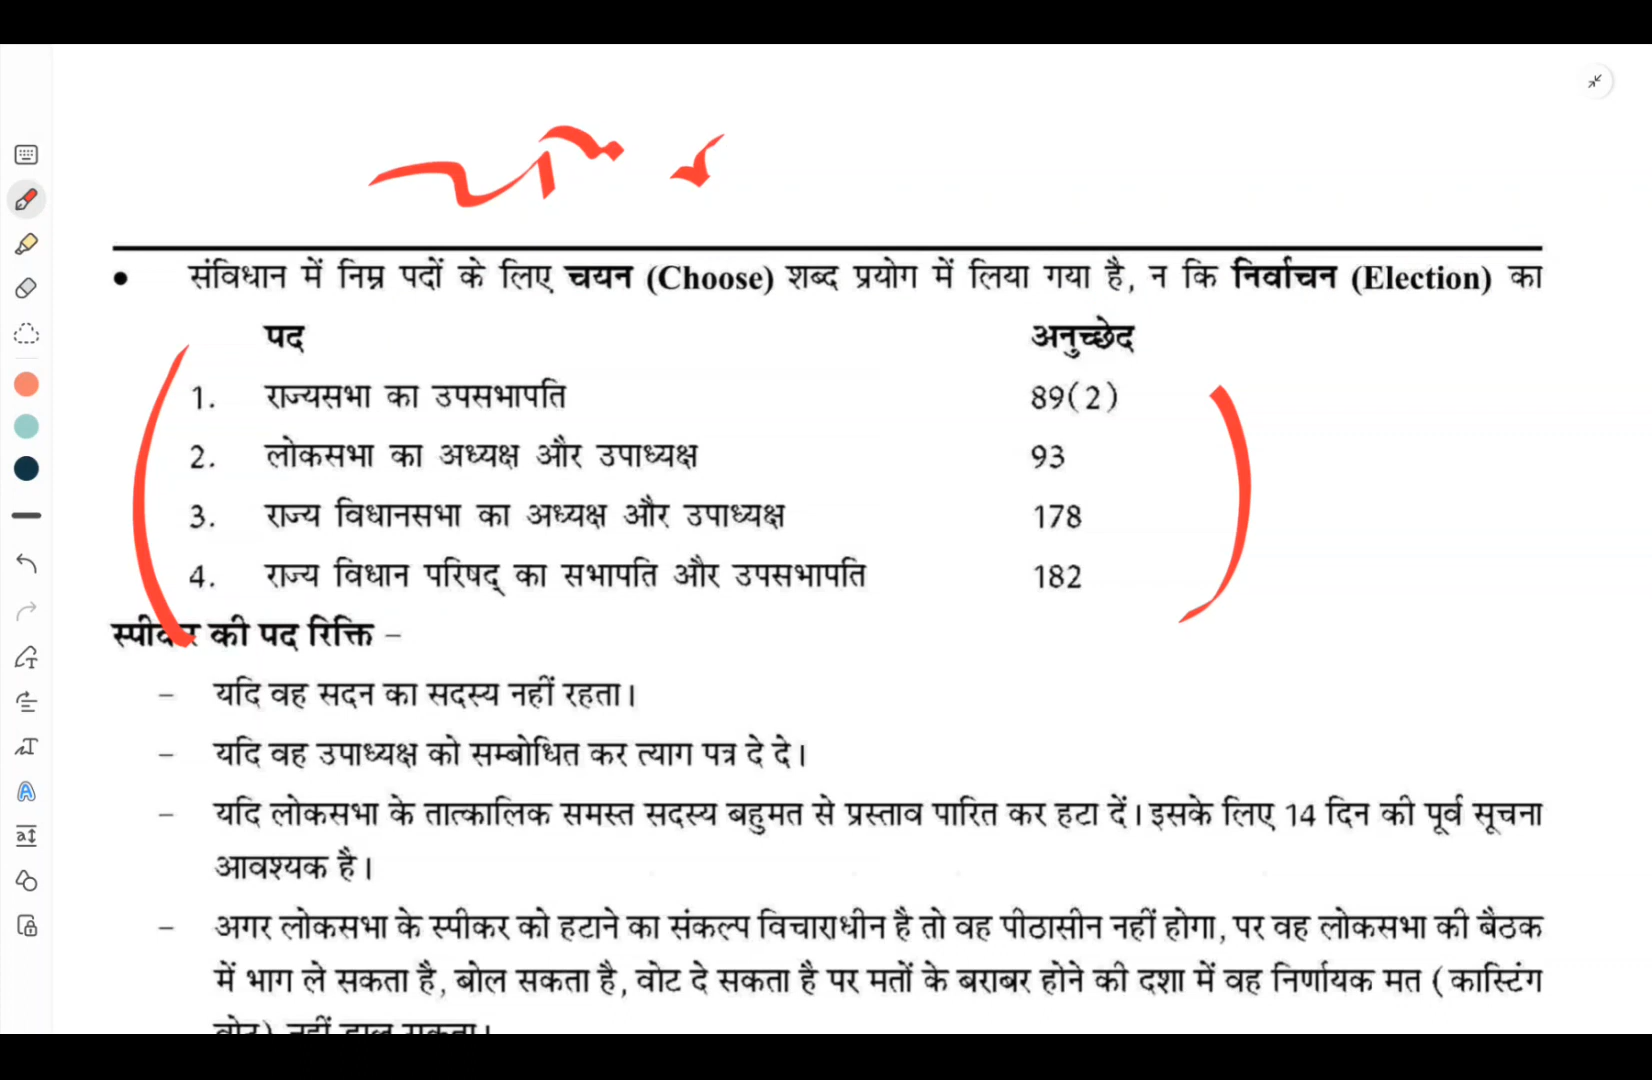 संविधान में निम्न पदों के लिए चयन (Choose) शब्द प्रयोग में लिया गया है, न कि निर्वाचन (Election) का
पद अनुच्छेद
1. राज्यसभा का उपसभापति 89(2)
2. लोकसभा का अध्यक्ष और उपाध्यक्ष 93
3. राज्य विधानसभा का अध्यक्ष और उपाध्यक्ष 178
4. राज्य विधान परिषद् का सभापति और उपसभापति 182
स्पीकर की पद रिक्ति –
– यदि वह सदन का सदस्य नहीं रहता।
– यदि वह उपाध्यक्ष को सम्बोधित कर त्याग पत्र दे दे।
– यदि लोकसभा के तात्कालिक समस्त सदस्य बहुमत से प्रस्ताव पारित कर हटा दें। इसके लिए 14 दिन की पूर्व सूचना
आवश्यक है।
– अगर लोकसभा के स्पीकर को हटाने का संकल्प विचाराधीन है तो वह पीठासीन नहीं होगा, पर वह लोकसभा की बैठक
में भाग ले सकता है, बोल सकता है, वोट दे सकता है पर मतों के बराबर होने की दशा में वह निर्णायक मत (कास्टिंग